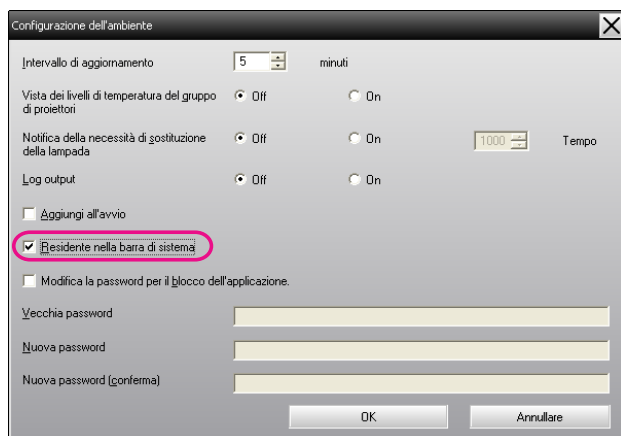 Configurazione dell'ambiente
Intervallo di aggiornamento 5 minuti
Vista dei livelli di temperatura del gruppo di proiettori Off On
Notifica della necessità di sostituzione della lampada Off On 1000 Tempo
Log output Off On
Aggiungi all'avvio
Residente nella barra di sistema
Modifica la password per il blocco dell'applicazione.
Vecchia password
Nuova password
Nuova password (conferma)
OK Annullare